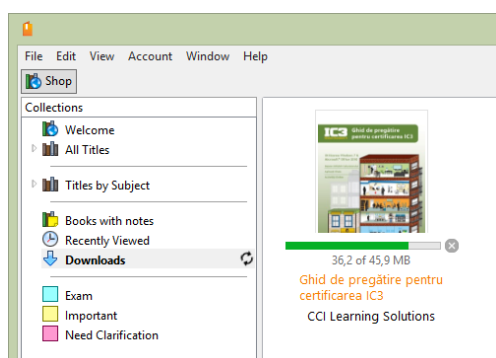 File Edit View Account Window Help
Shop
Collections
Welcome
All Titles
Titles by Subject
Books with notes
Recently Viewed
Downloads
Exam
Important
Need Clarification
IC3 Ghid de pregătire
pentru certificarea IC3
36,2 of 45,9 MB
Ghid de pregătire pentru
certificarea IC3
CCI Learning Solutions